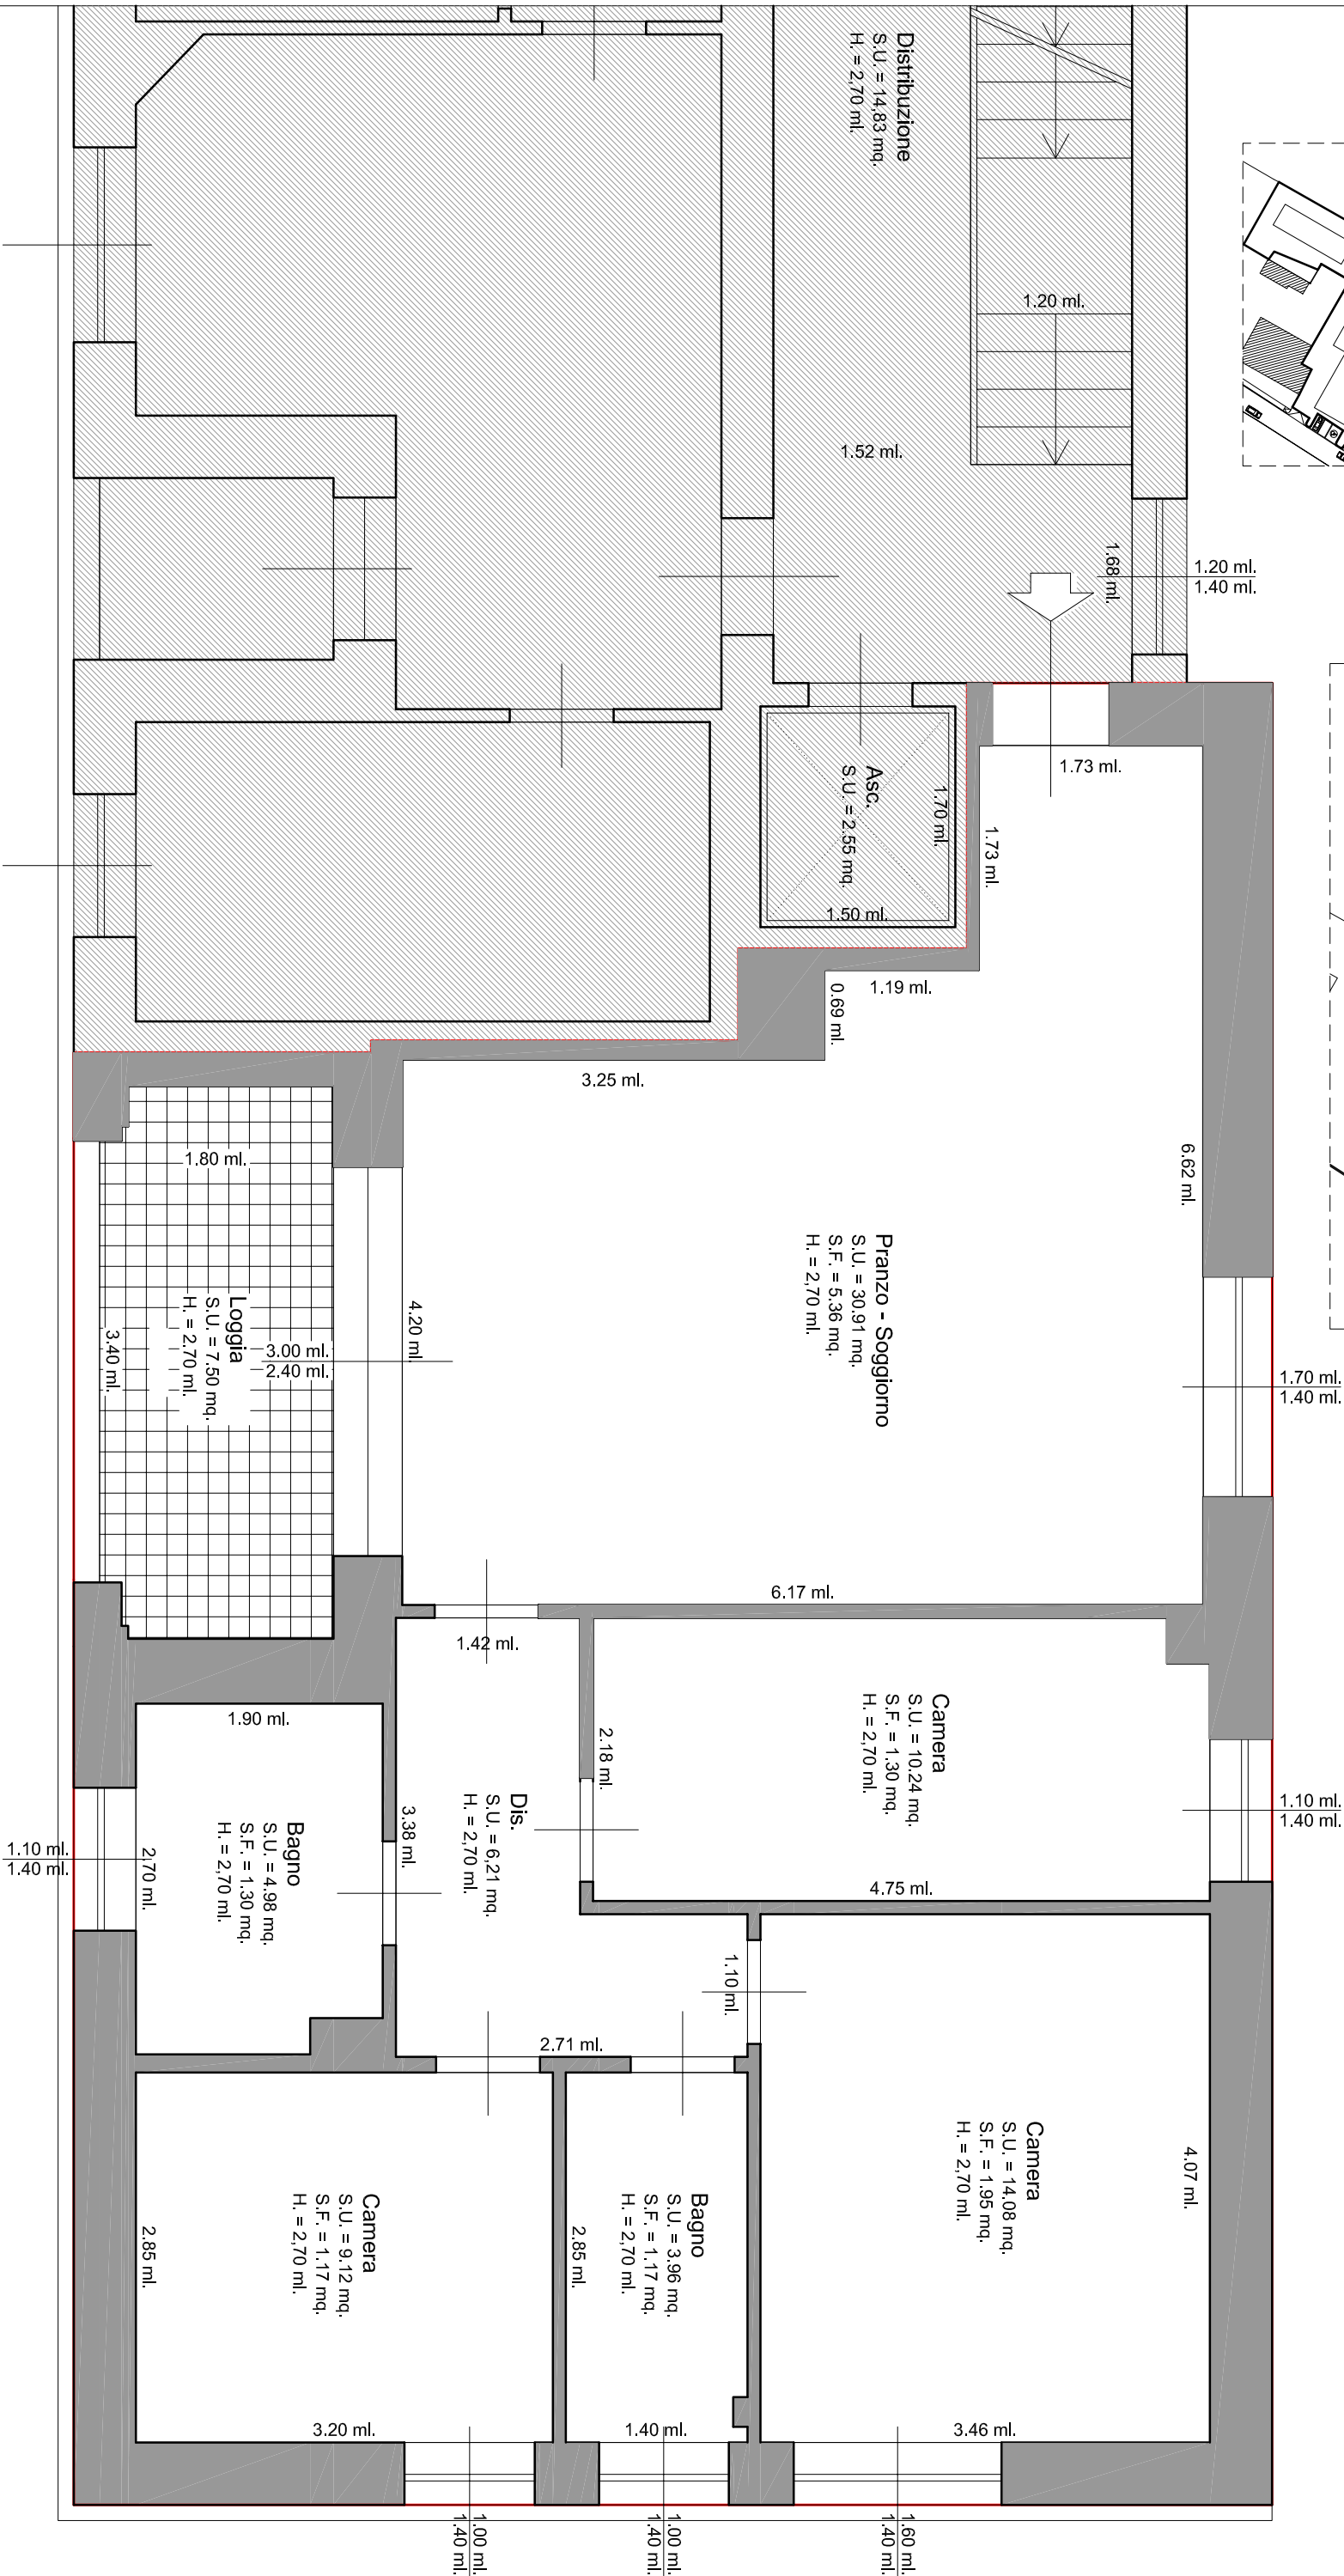 Distribuzione
S.U. = 14,83 mq.
H. = 2,70 ml.
1.20 ml.
1.52 ml.
1.68 ml.
1.20 ml.
1.40 ml.
Asc.
S.U. = 2.55 mq.
1.70 ml.
1.50 ml.
1.73 ml.
1.73 ml.
1.19 ml.
0.69 ml.
3.25 ml.
6.62 ml.
Pranzo - Soggiorno
S.U. = 30.91 mq.
S.F. = 5.36 mq.
H. = 2,70 ml.
1.70 ml.
1.40 ml.
1.80 ml.
Loggia
S.U. = 7.50 mq.
H. = 2.70 ml.
3.40 ml.
3.00 ml.
2.40 ml.
4.20 ml.
6.17 ml.
1.42 ml.
Camera
S.U. = 10.24 mq.
S.F. = 1.30 mq.
H. = 2,70 ml.
2.18 ml.
4.75 ml.
1.10 ml.
1.40 ml.
1.90 ml.
Bagno
S.U. = 4.98 mq.
S.F. = 1.30 mq.
H. = 2,70 ml.
2,70 ml.
1.10 ml.
1.40 ml.
3.38 ml.
Dis.
S.U. = 6,21 mq.
H. = 2,70 ml.
1.10 ml.
2.71 ml.
Camera
S.U. = 14.08 mq.
S.F. = 1.95 mq.
H. = 2,70 ml.
4.07 ml.
3.46 ml.
Bagno
S.U. = 3.96 mq.
S.F. = 1.17 mq.
H. = 2,70 ml.
2.85 ml.
1.40 ml.
Camera
S.U. = 9.12 mq.
S.F. = 1.17 mq.
H. = 2,70 ml.
2.85 ml.
3.20 ml.
1.00 ml.
1.40 ml.
1.00 ml.
1.40 ml.
1.60 ml.
1.40 ml.